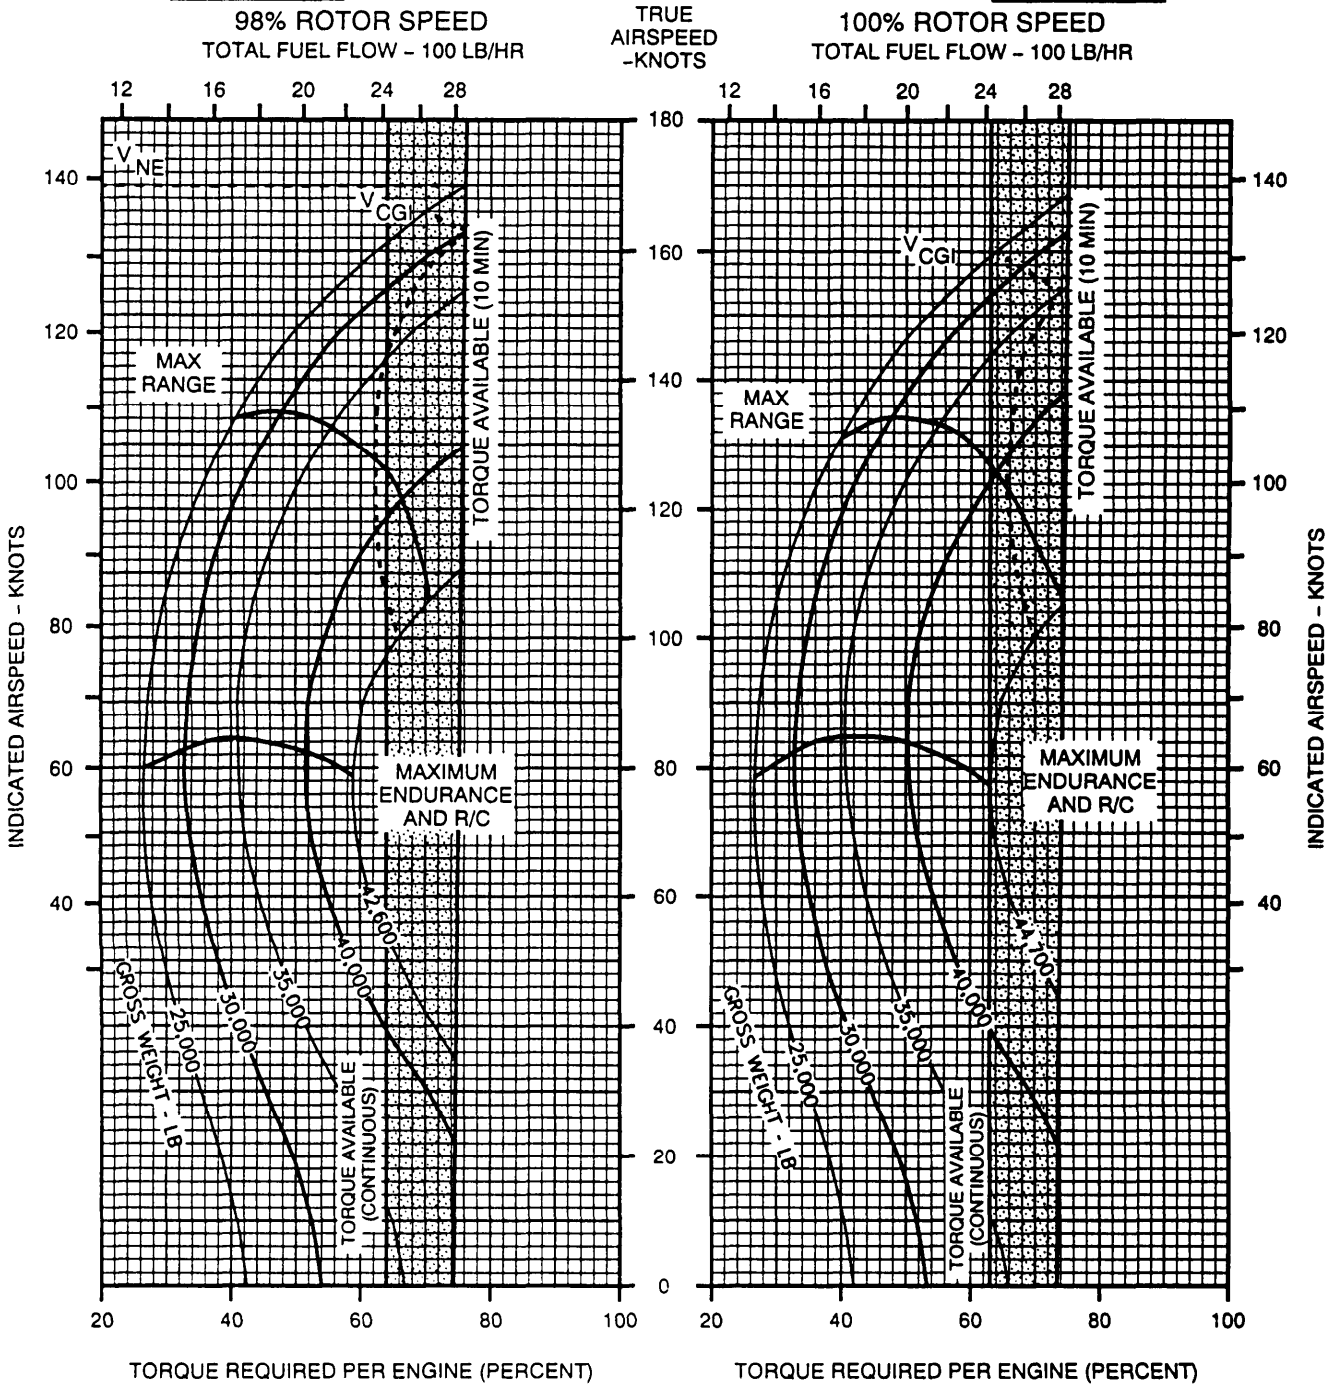 98% ROTOR SPEED
TOTAL FUEL FLOW – 100 LB/HR
12 16 20 24 28
TRUE
AIRSPEED
–KNOTS
100% ROTOR SPEED
TOTAL FUEL FLOW – 100 LB/HR
12 16 20 24 28
INDICATED AIRSPEED – KNOTS
140
120
100
80
60
40
VNE
VCGI
MAX
RANGE
TORQUE AVAILABLE (10 MIN)
MAXIMUM
ENDURANCE
AND R/C
GROSS WEIGHT - LB
25,000
30,000
35,000
40,000
42,600
TORQUE AVAILABLE
(CONTINUOUS)
20 40 60 80 100
TORQUE REQUIRED PER ENGINE (PERCENT)
180
160
140
120
100
80
60
40
20
0
VCGI
MAX
RANGE
TORQUE AVAILABLE (10 MIN)
MAXIMUM
ENDURANCE
AND R/C
GROSS WEIGHT - LB
25,000
30,000
35,000
40,000
44,700
TORQUE AVAILABLE
(CONTINUOUS)
20 40 60 80 100
TORQUE REQUIRED PER ENGINE (PERCENT)
140
120
100
80
60
40
INDICATED AIRSPEED – KNOTS